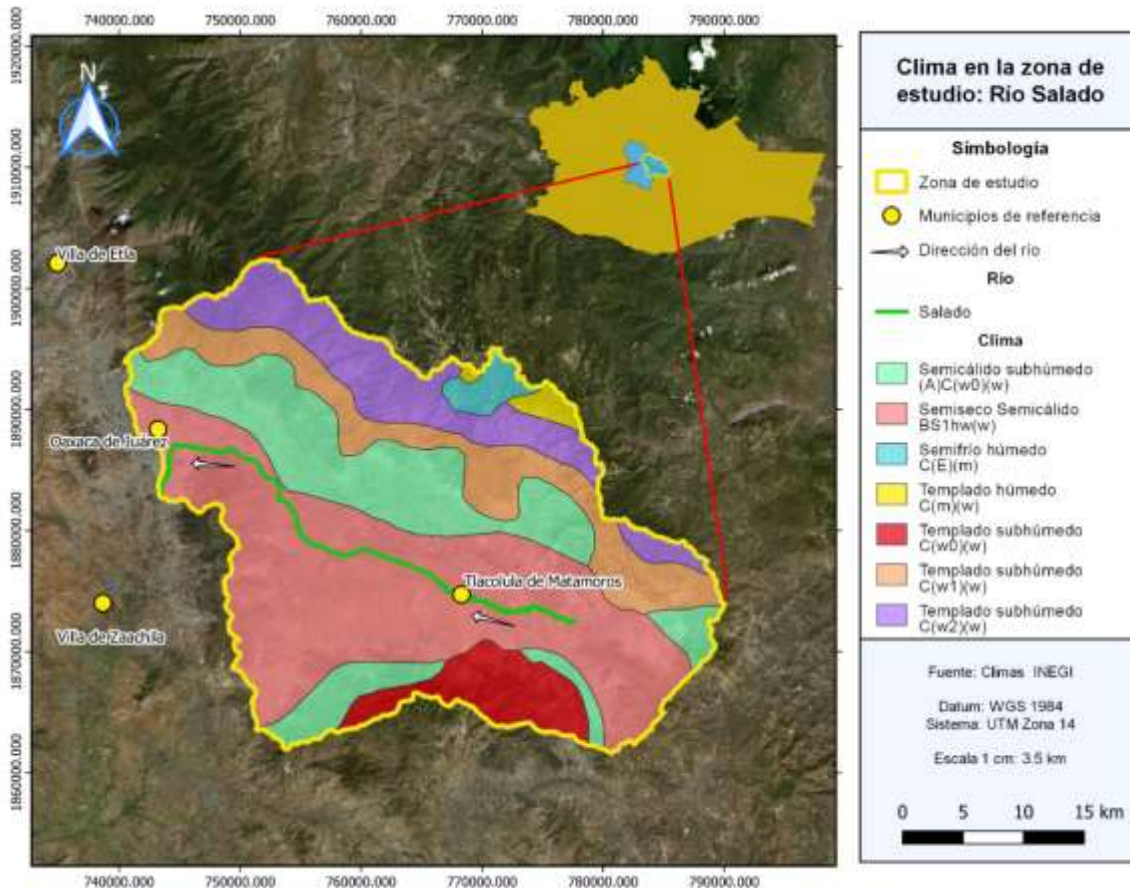 740000.000 750000.000 760000.000 770000.000 780000.000 790000.000
1920000.000
1910000.000
1900000.000
1890000.000
1880000.000
1870000.000
1860000.000
N
Villa de Etla
Oaxaca de Juárez
Tlacolula de Matamoros
Villa de Zaachila
740000.000 750000.000 760000.000 770000.000 780000.000 790000.000
Clima en la zona de
estudio: Río Salado
Simbología
Zona de estudio
Municipios de referencia
Dirección del río
Río
Salado
Clima
Semicálido subhúmedo
(A)C(w0)(w)
Semiseco Semicálido
BS1hw(w)
Semifrío húmedo
C(E)(m)
Templado húmedo
C(m)(w)
Templado subhúmedo
C(w0)(w)
Templado subhúmedo
C(w1)(w)
Templado subhúmedo
C(w2)(w)
Fuente: Climas INEGI
Datum: WGS 1984
Sistema: UTM Zona 14
Escala 1 cm: 3.5 km
0 5 10 15 km